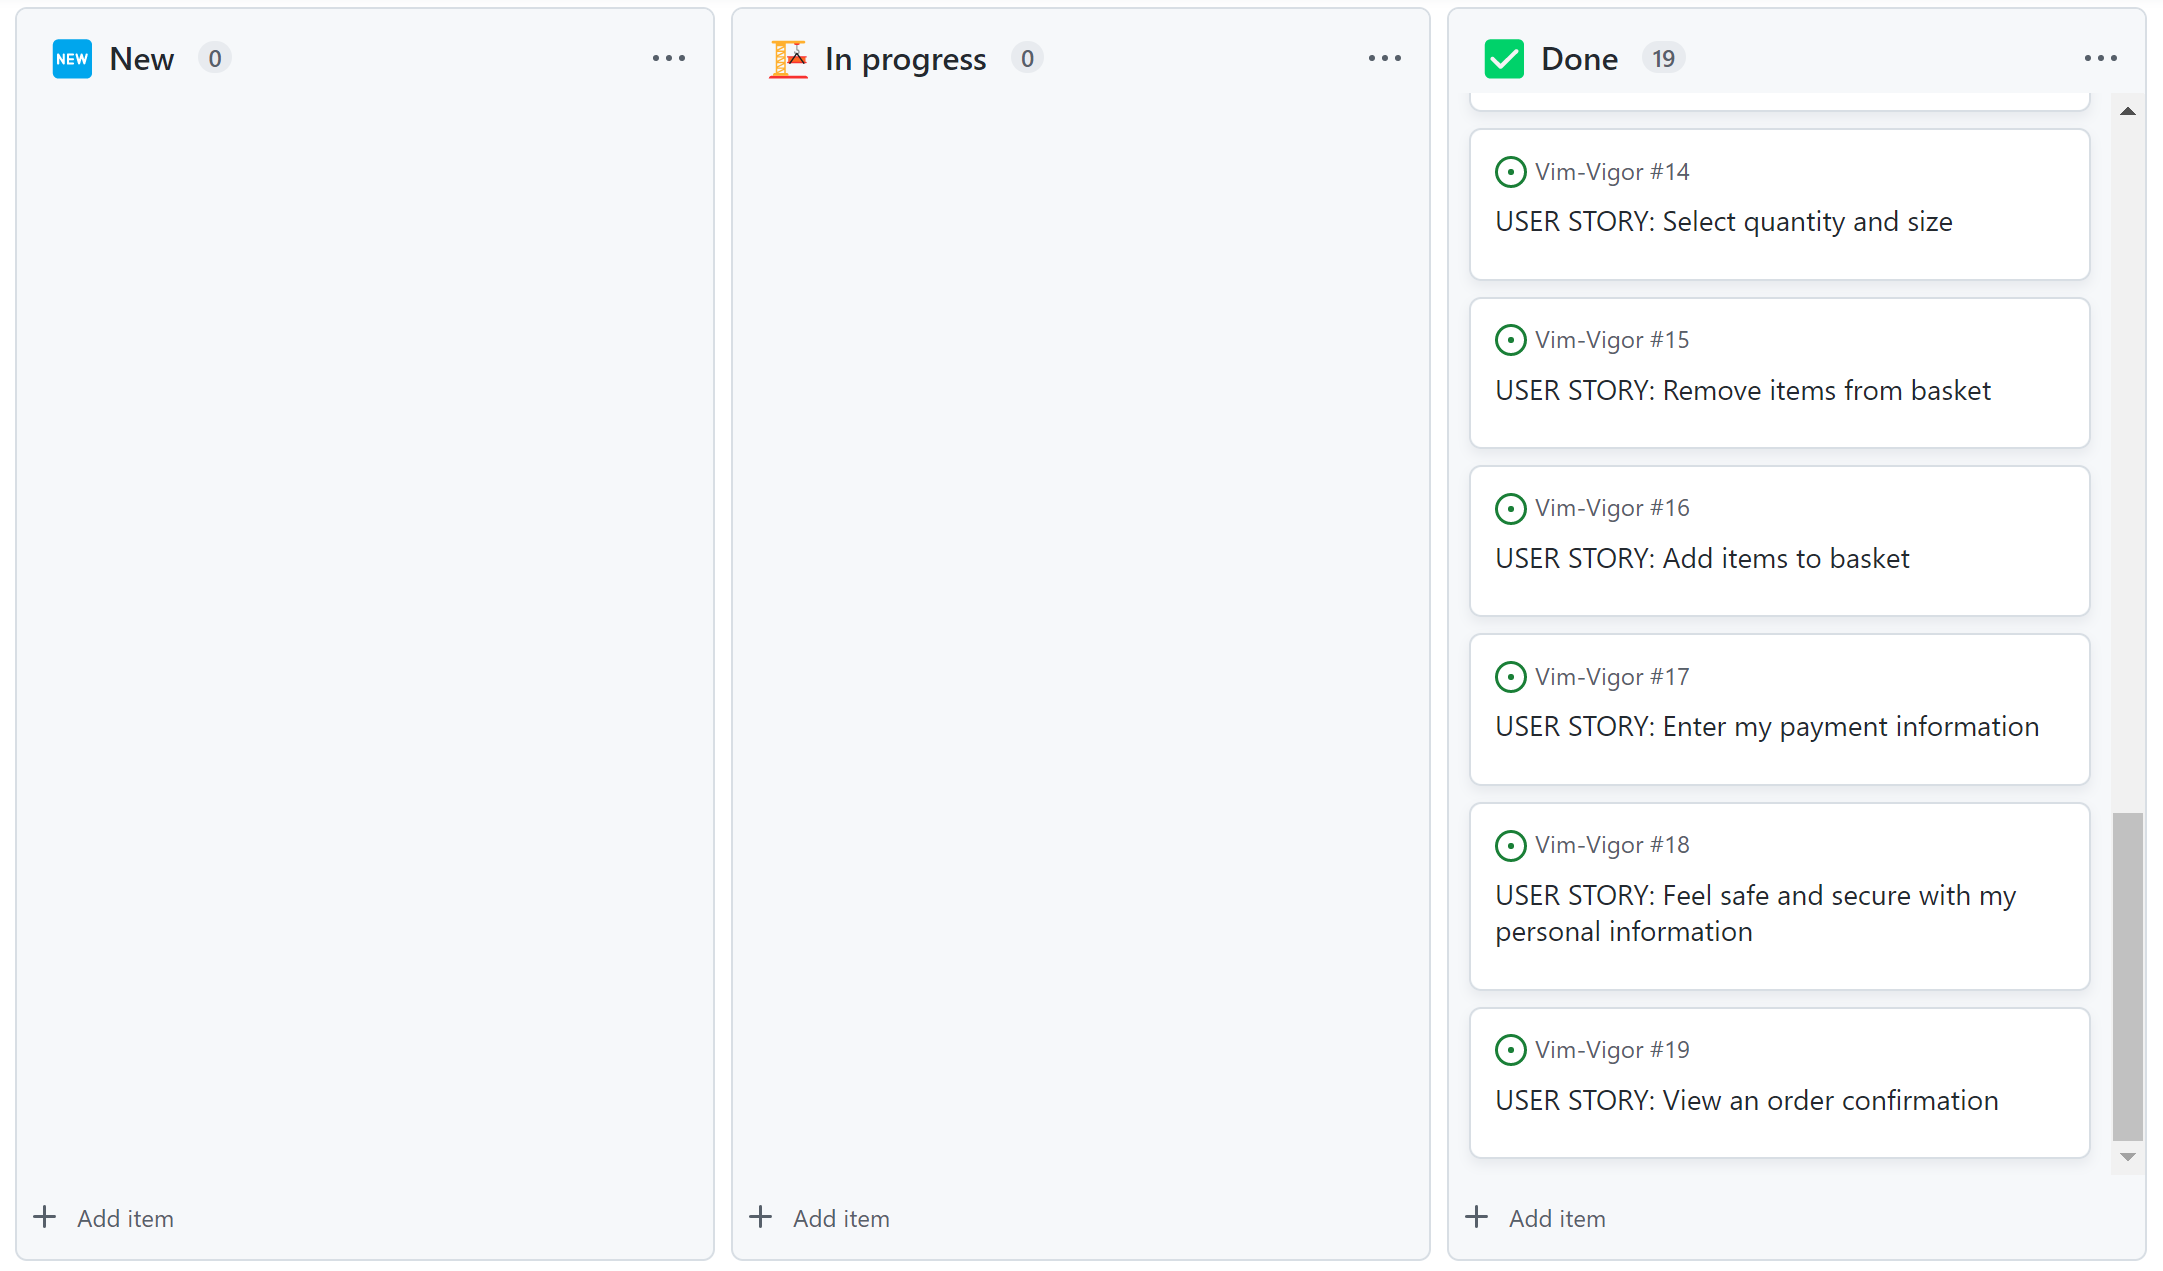 NEW New 0
In progress 0
Done 19
Vim-Vigor #14
USER STORY: Select quantity and size
Vim-Vigor #15
USER STORY: Remove items from basket
Vim-Vigor #16
USER STORY: Add items to basket
Vim-Vigor #17
USER STORY: Enter my payment information
Vim-Vigor #18
USER STORY: Feel safe and secure with my
personal information
Vim-Vigor #19
USER STORY: View an order confirmation
Add item
Add item
Add item